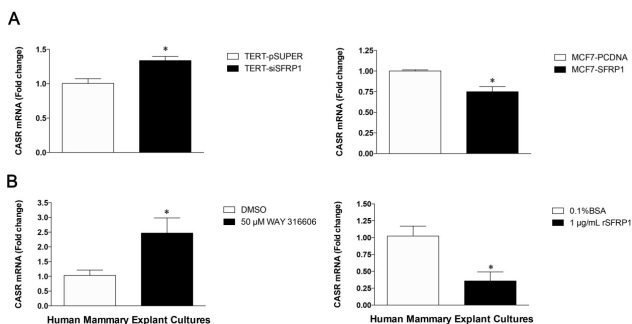 A
CASR mRNA (Fold change)
1.5
1.0
0.5
0.0
*
TERT-pSUPER
TERT-siSFRP1
CASR mRNA (Fold change)
1.25
1.00
0.75
0.50
0.25
0.00
*
MCF7-PCDNA
MCF7-SFRP1
B
CASR mRNA (Fold change)
3.5
3.0
2.5
2.0
1.5
1.0
0.5
0.0
*
DMSO
50 µM WAY 316606
Human Mammary Explant Cultures
CASR mRNA (Fold change)
1.25
1.00
0.75
0.50
0.25
0.00
*
0.1%BSA
1 µg/mL rSFRP1
Human Mammary Explant Cultures